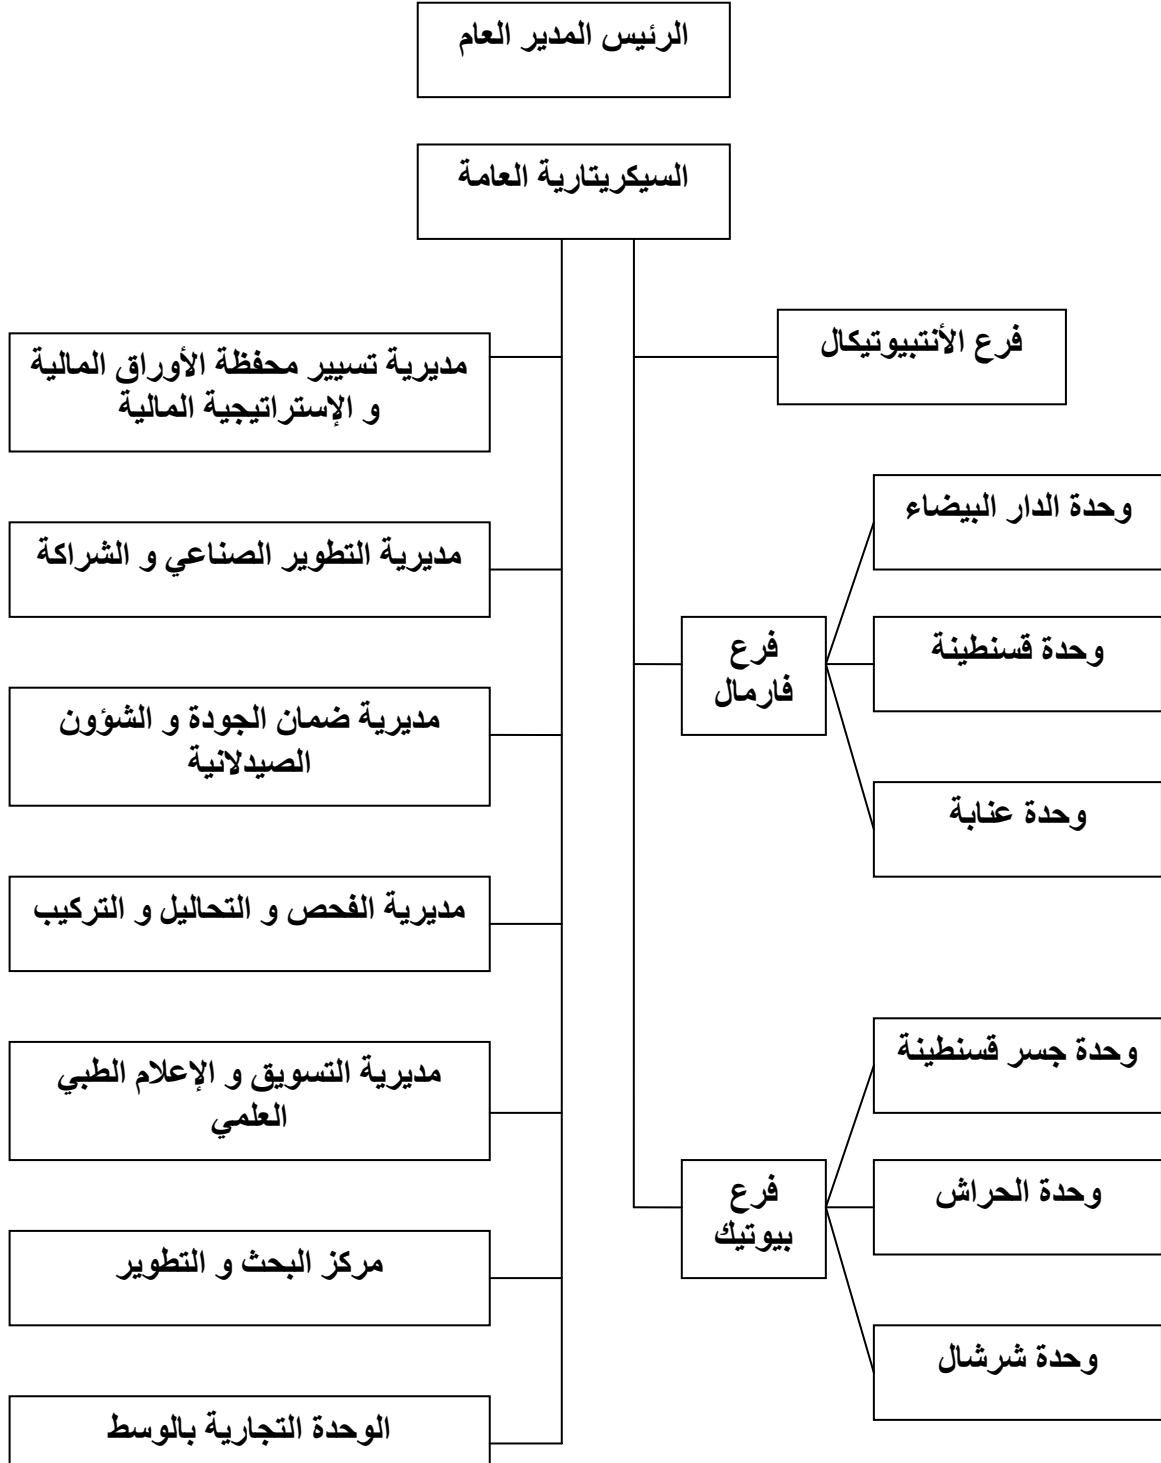 الرئيس المدير العام
السيكريتارية العامة
فرع الأنتبيوتيكال
مديرية تسيير محفظة الأوراق المالية
و الإستراتيجية المالية
وحدة الدار البيضاء
مديرية التطوير الصناعي و الشراكة
فرع
فارمال
وحدة قسنطينة
مديرية ضمان الجودة و الشؤون
الصيدلانية
وحدة عنابة
مديرية الفحص و التحاليل و التركيب
وحدة جسر قسنطينة
مديرية التسويق و الإعلام الطبي
العلمي
فرع
بيوتيك
وحدة الحراش
مركز البحث و التطوير
وحدة شرشال
الوحدة التجارية بالوسط